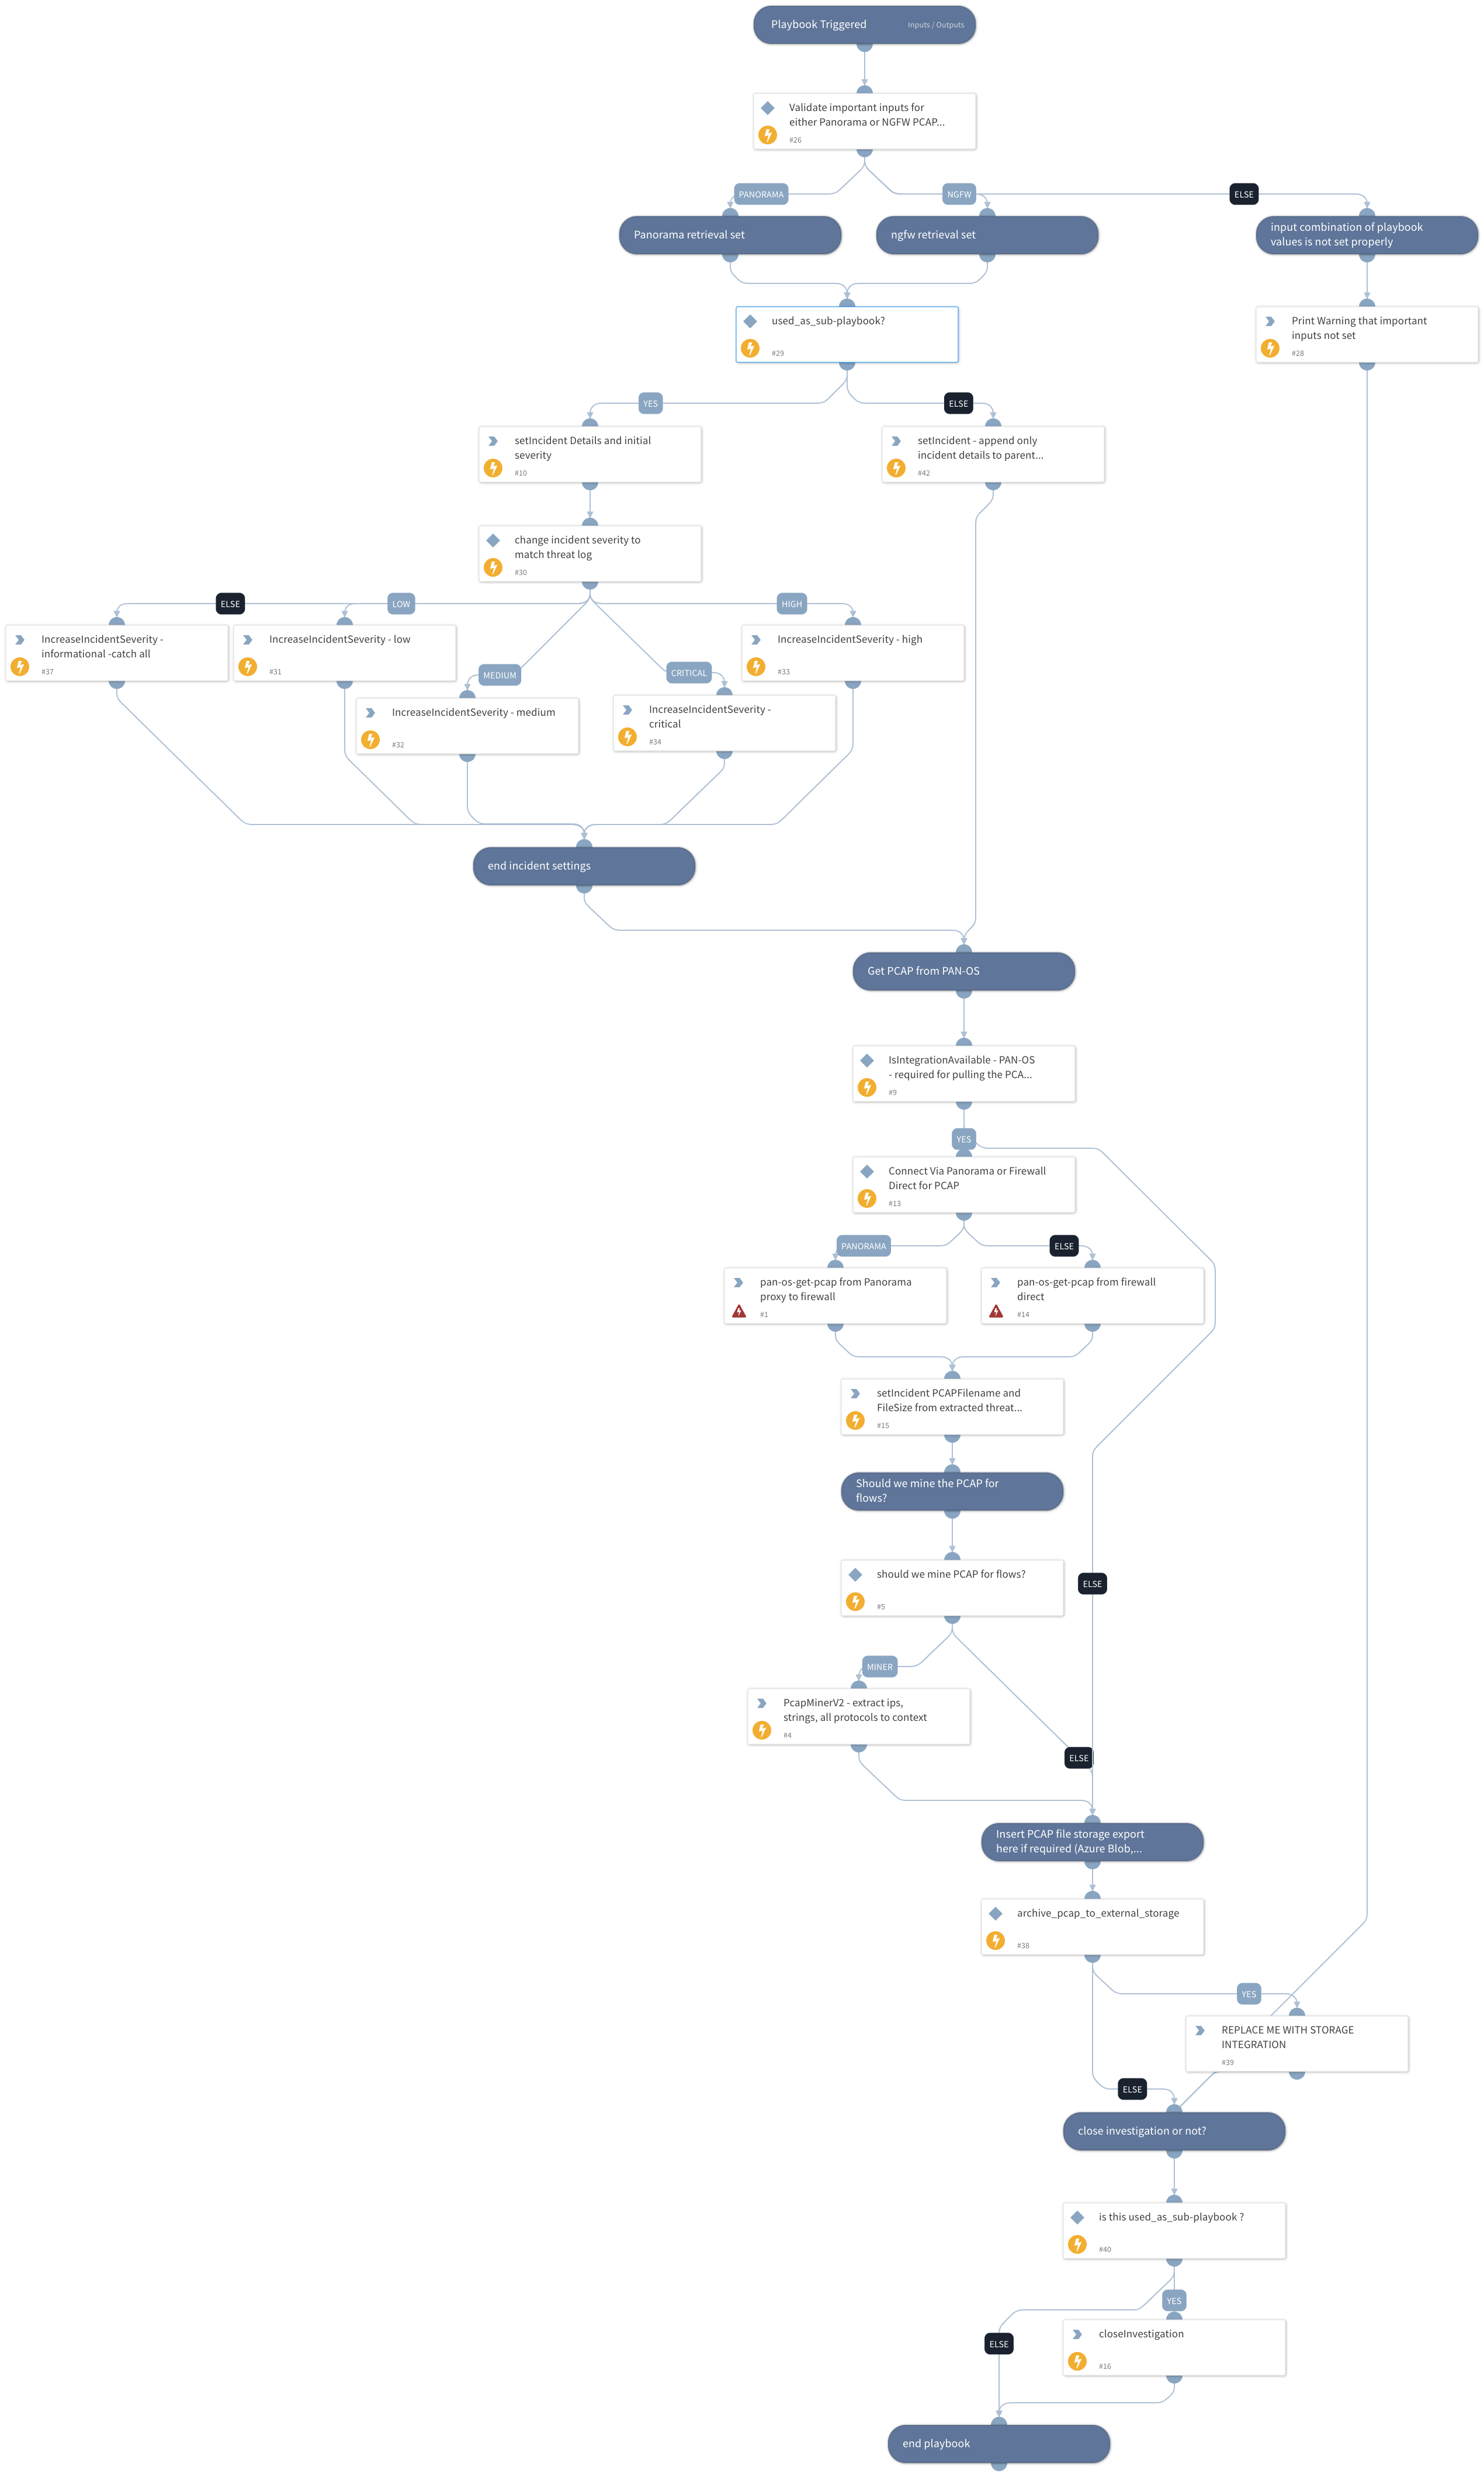 Playbook Triggered
Inputs / Outputs
Validate important inputs for
either Panorama or NGFW PCAP...
#26
PANORAMA
NGFW
ELSE
Panorama retrieval set
ngfw retrieval set
input combination of playbook
values is not set properly
used_as_sub-playbook?
#29
Print Warning that important
inputs not set
#28
YES
ELSE
setIncident Details and initial
severity
#10
setIncident - append only
incident details to parent...
#42
change incident severity to
match threat log
#30
ELSE
LOW
HIGH
IncreaseIncidentSeverity -
informational -catch all
#37
IncreaseIncidentSeverity - low
#31
IncreaseIncidentSeverity - high
#33
MEDIUM
CRITICAL
IncreaseIncidentSeverity - medium
#32
IncreaseIncidentSeverity -
critical
#34
end incident settings
Get PCAP from PAN-OS
IsIntegrationAvailable - PAN-OS
- required for pulling the PCA...
#9
YES
Connect Via Panorama or Firewall
Direct for PCAP
#13
PANORAMA
ELSE
pan-os-get-pcap from Panorama
proxy to firewall
#1
pan-os-get-pcap from firewall
direct
#14
setIncident PCAPFilename and
FileSize from extracted threat...
#15
Should we mine the PCAP for
flows?
should we mine PCAP for flows?
#5
ELSE
MINER
PcapMinerV2 - extract ips,
strings, all protocols to context
#4
ELSE
Insert PCAP file storage export
here if required (Azure Blob,...
archive_pcap_to_external_storage
#38
YES
REPLACE ME WITH STORAGE
INTEGRATION
#39
ELSE
close investigation or not?
is this used_as_sub-playbook ?
#40
YES
ELSE
closeInvestigation
#16
end playbook